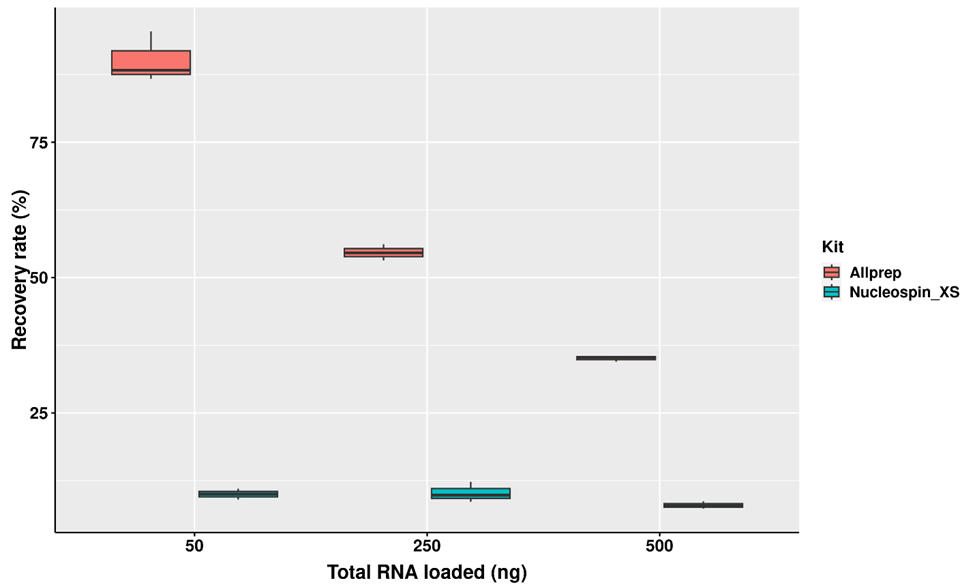 Recovery rate (%)
75
50
25
50
250
500
Total RNA loaded (ng)
Kit
Allprep
Nucleospin_XS